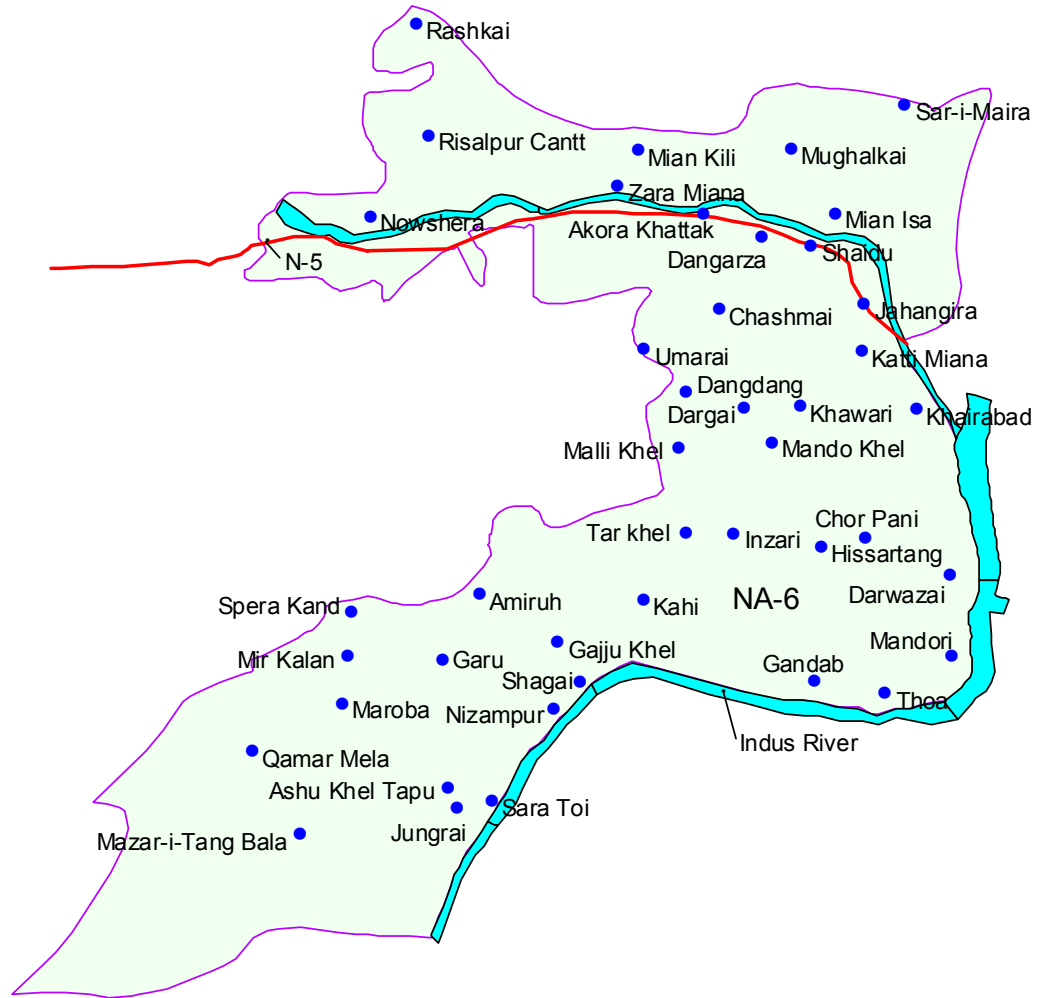 Rashkai
Sar-i-Maira
Risalpur Cantt
Mian Kili
Mughalkai
Zara Miana
Nowshera
Akora Khattak
Mian Isa
Dangarza
Shaidu
N-5
Chashmai
Jahangira
Umarai
Katti Miana
Dangdang
Dargai
Khawari
Khairabad
Malli Khel
Mando Khel
Chor Pani
Tar khel
Inzari
Hissartang
Darwazai
Spera Kand
Amiruh
Kahi
NA-6
Mir Kalan
Garu
Gajju Khel
Mandori
Shagai
Gandab
Maroba
Nizampur
Thoa
Indus River
Qamar Mela
Ashu Khel Tapu
Sara Toi
Jungrai
Mazar-i-Tang Bala